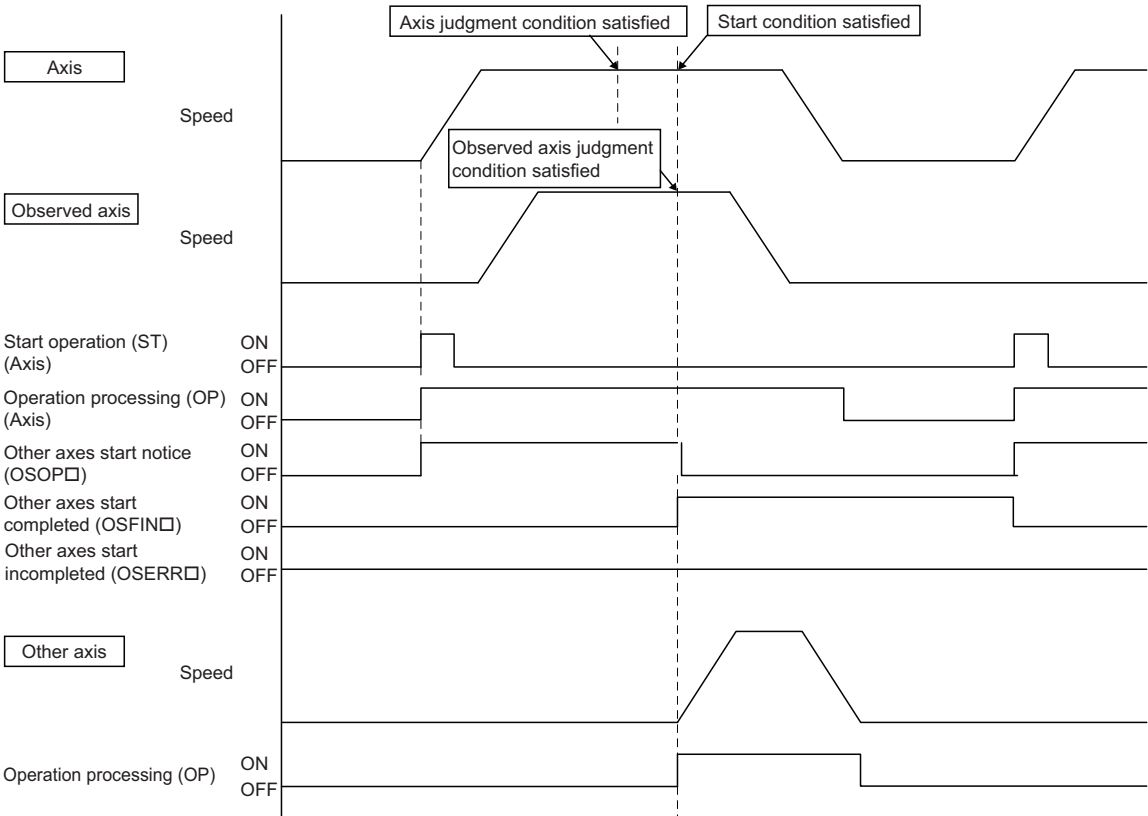 Axis judgment condition satisfied
Start condition satisfied
Axis
Speed
Observed axis judgment
condition satisfied
Observed axis
Speed
Start operation (ST)
(Axis)
ON
OFF
Operation processing (OP)
(Axis)
ON
OFF
Other axes start notice
(OSOP□)
ON
OFF
Other axes start
completed (OSFIN□)
ON
OFF
Other axes start
incompleted (OSERR□)
ON
OFF
Other axis
Speed
Operation processing (OP)
ON
OFF